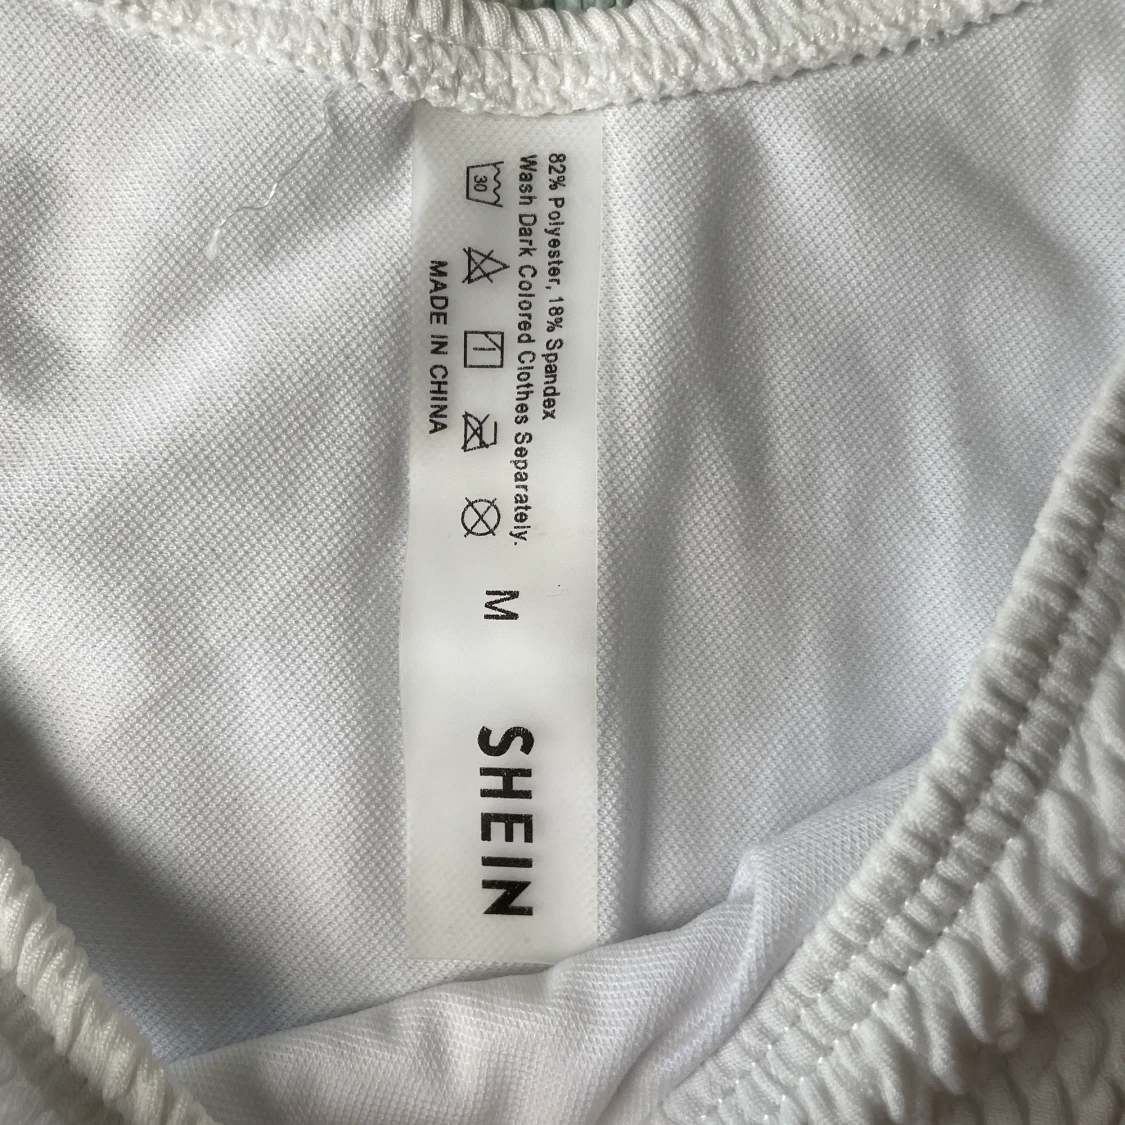 82% Polyester, 18% Spandex
Wash Dark Colored Clothes Separately.
30
MADE IN CHINA
M
SHEIN